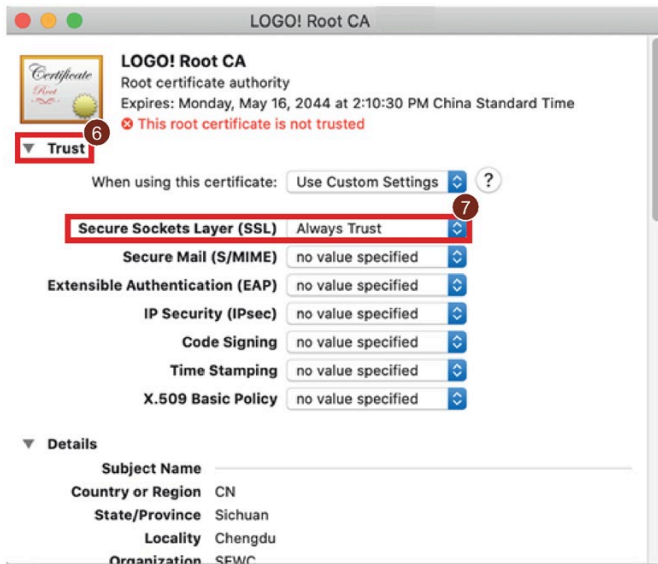 LOGO! Root CA
Certificate
Root
LOGO! Root CA
Root certificate authority
Expires: Monday, May 16, 2044 at 2:10:30 PM China Standard Time
This root certificate is not trusted
6
Trust
When using this certificate: Use Custom Settings ?
7
Secure Sockets Layer (SSL) Always Trust
Secure Mail (S/MIME) no value specified
Extensible Authentication (EAP) no value specified
IP Security (IPsec) no value specified
Code Signing no value specified
Time Stamping no value specified
X.509 Basic Policy no value specified
Details
Subject Name
Country or Region CN
State/Province Sichuan
Locality Chengdu
Organization SEWC